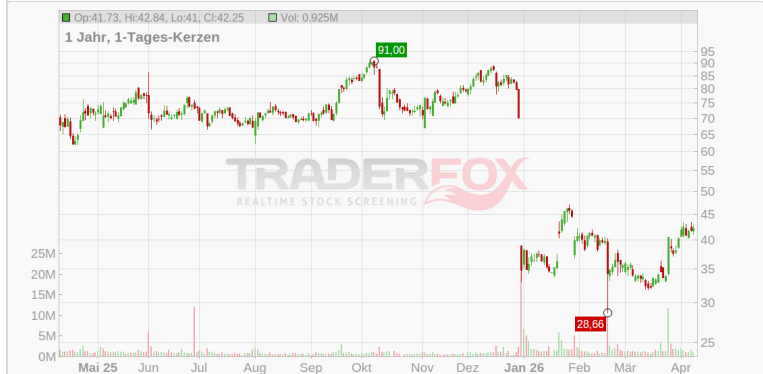 Op:41.73, Hi:42.84, Lo:41, Cl:42.25 Vol: 0.925M
1 Jahr, 1-Tages-Kerzen
91,00
95
90
85
80
75
70
65
60
TRADERFOX
55
REALTIME STOCK SCREENING
50
45
40
25M
35
20M
15M
30
28,66
10M
5M
25
0M
Mai 25 Jun Jul Aug Sep Okt Nov Dez Jan 26 Feb Mär Apr